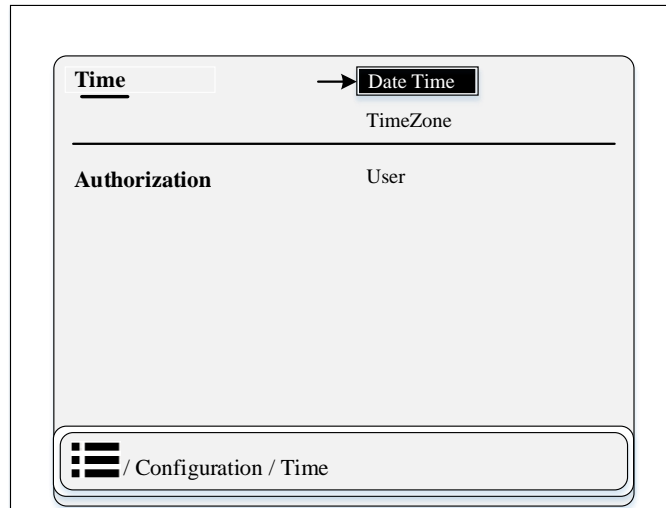 Time
Date Time
TimeZone
Authorization
User
/ Configuration / Time